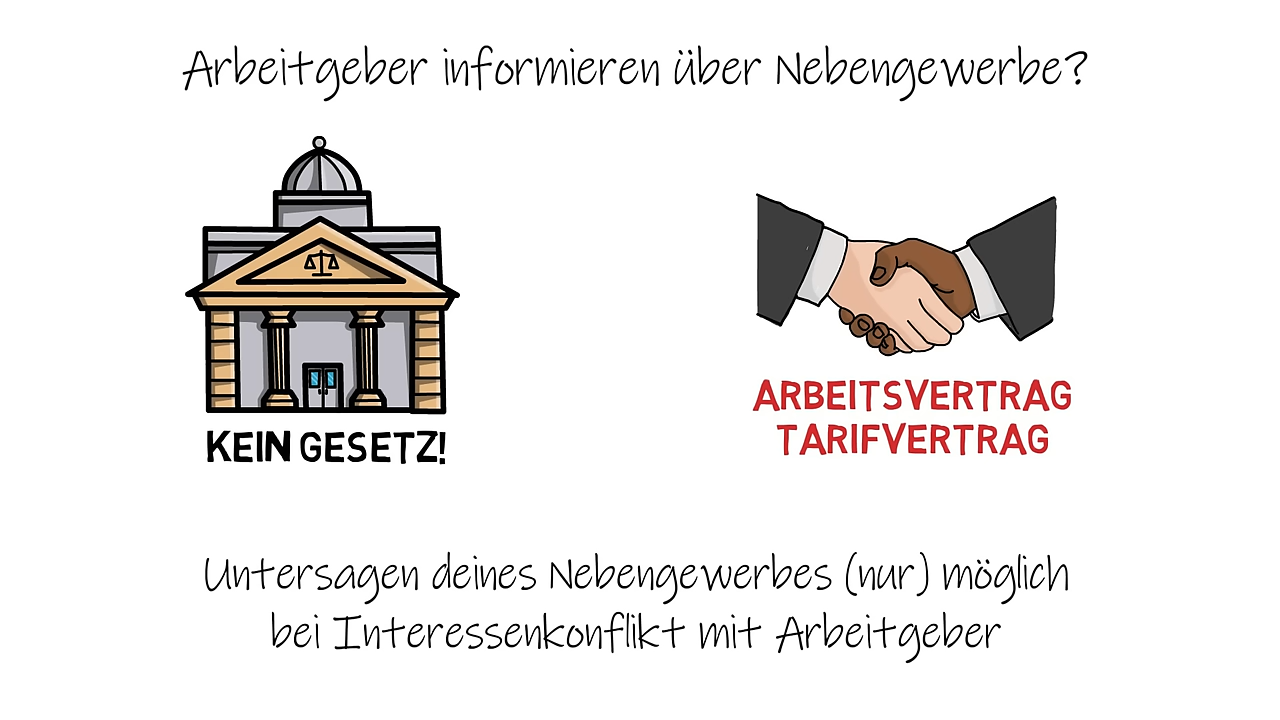 Arbeitgeber informieren über Nebengewerbe?
KEIN GESETZ!
ARBEITSVERTRAG
TARIFVERTRAG
Untersagen deines Nebengewerbes (nur) möglich
bei Interessenkonflikt mit Arbeitgeber